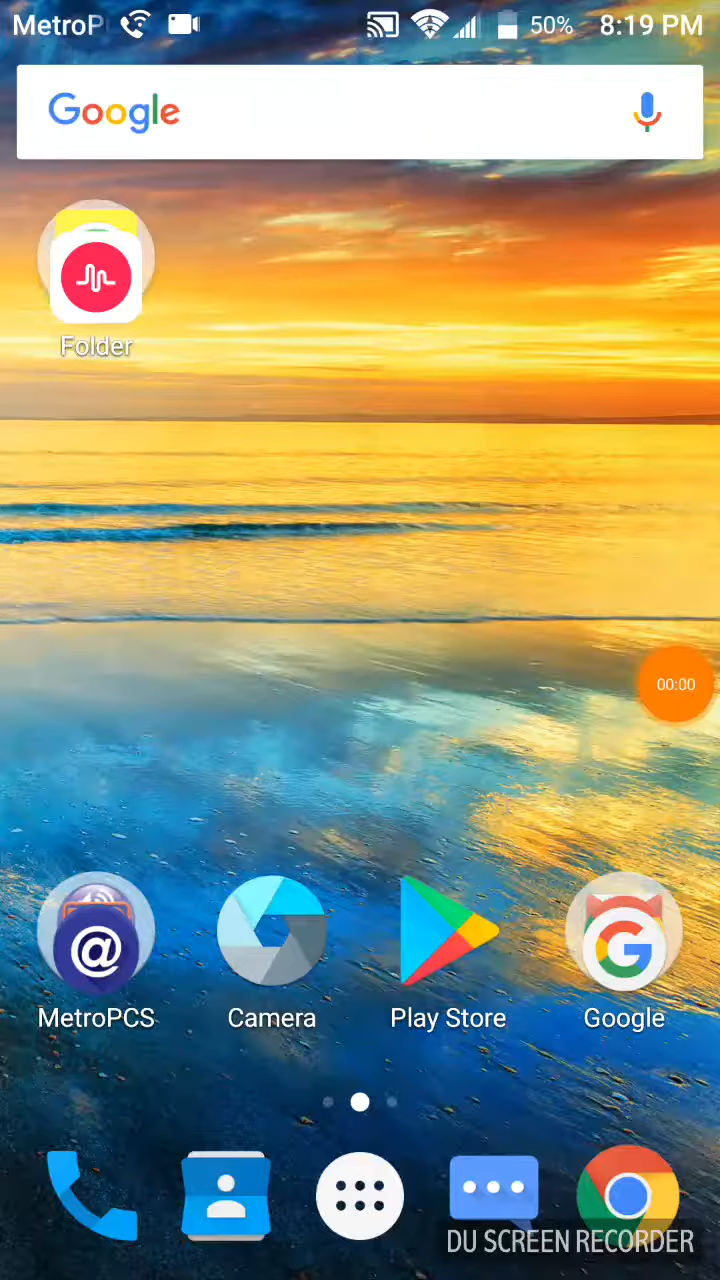 MetroP
50%
8:19 PM
Google
Folder
00:00
@
G
MetroPCS
Camera
Play Store
Google
DU SCREEN RECORDER